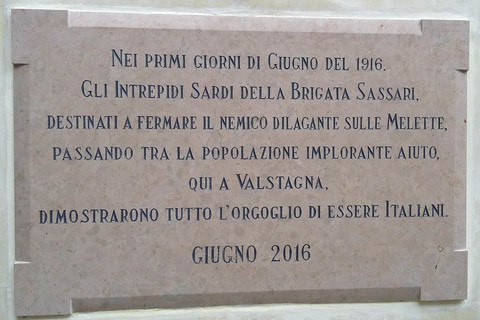 Nei primi giorni di Giugno del 1916.
Gli Intrepidi Sardi della Brigata Sassari,
destinati a fermare il nemico dilagante sulle Melette,
passando tra la popolazione implorante aiuto,
qui a Valstagna,
dimostrarono tutto l'orgoglio di essere Italiani.
GIUGNO 2016